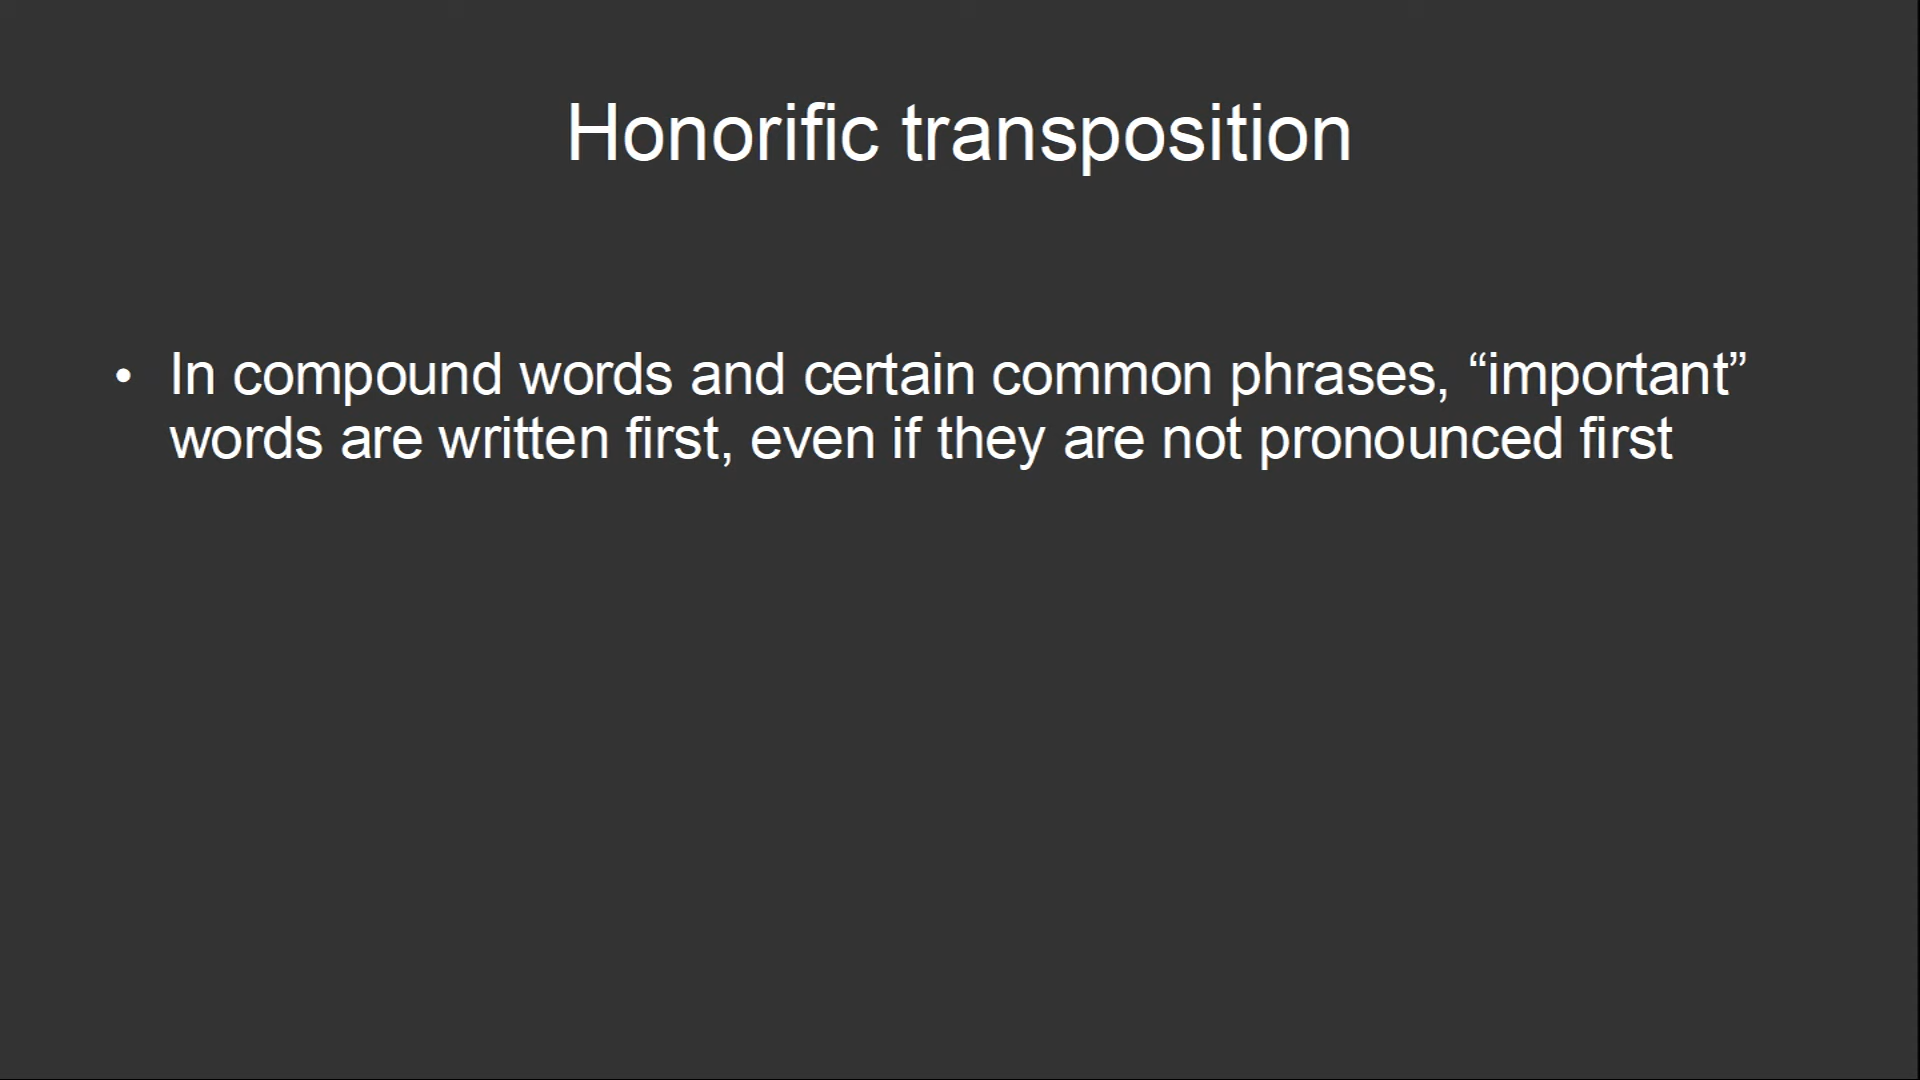 Honorific transposition
• In compound words and certain common phrases, “important”
words are written first, even if they are not pronounced first